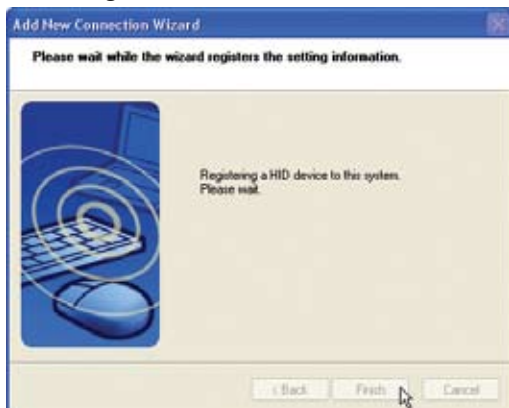 Add New Connection Wizard
Please wait while the wizard registers the setting information.
Registering a HID device to this system.
Please wait.
< Back
Finish
Cancel